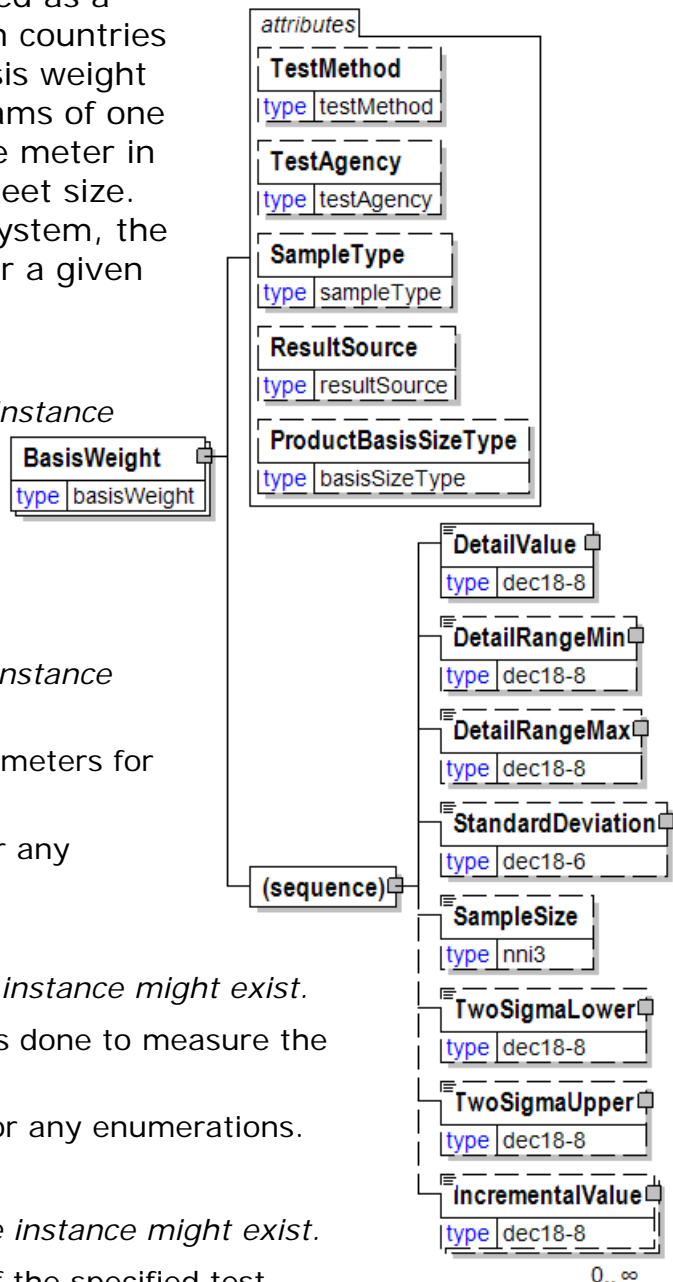 ed as a
n countries
sis weight
ams of one
e meter in
eet size.
ystem, the
r a given
instance
nstance
meters for
r any
instance might exist.
s done to measure the
or any enumerations.
e instance might exist.
f the specified test
BasisWeight
type basisWeight
attributes
TestMethod
type testMethod
TestAgency
type testAgency
SampleType
type sampleType
ResultSource
type resultSource
ProductBasisSizeType
type basisSizeType
(sequence)
DetailValue
type dec18-8
DetailRangeMin
type dec18-8
DetailRangeMax
type dec18-8
StandardDeviation
type dec18-6
SampleSize
type nni3
TwoSigmaLower
type dec18-8
TwoSigmaUpper
type dec18-8
IncrementalValue
type dec18-8
0..∞